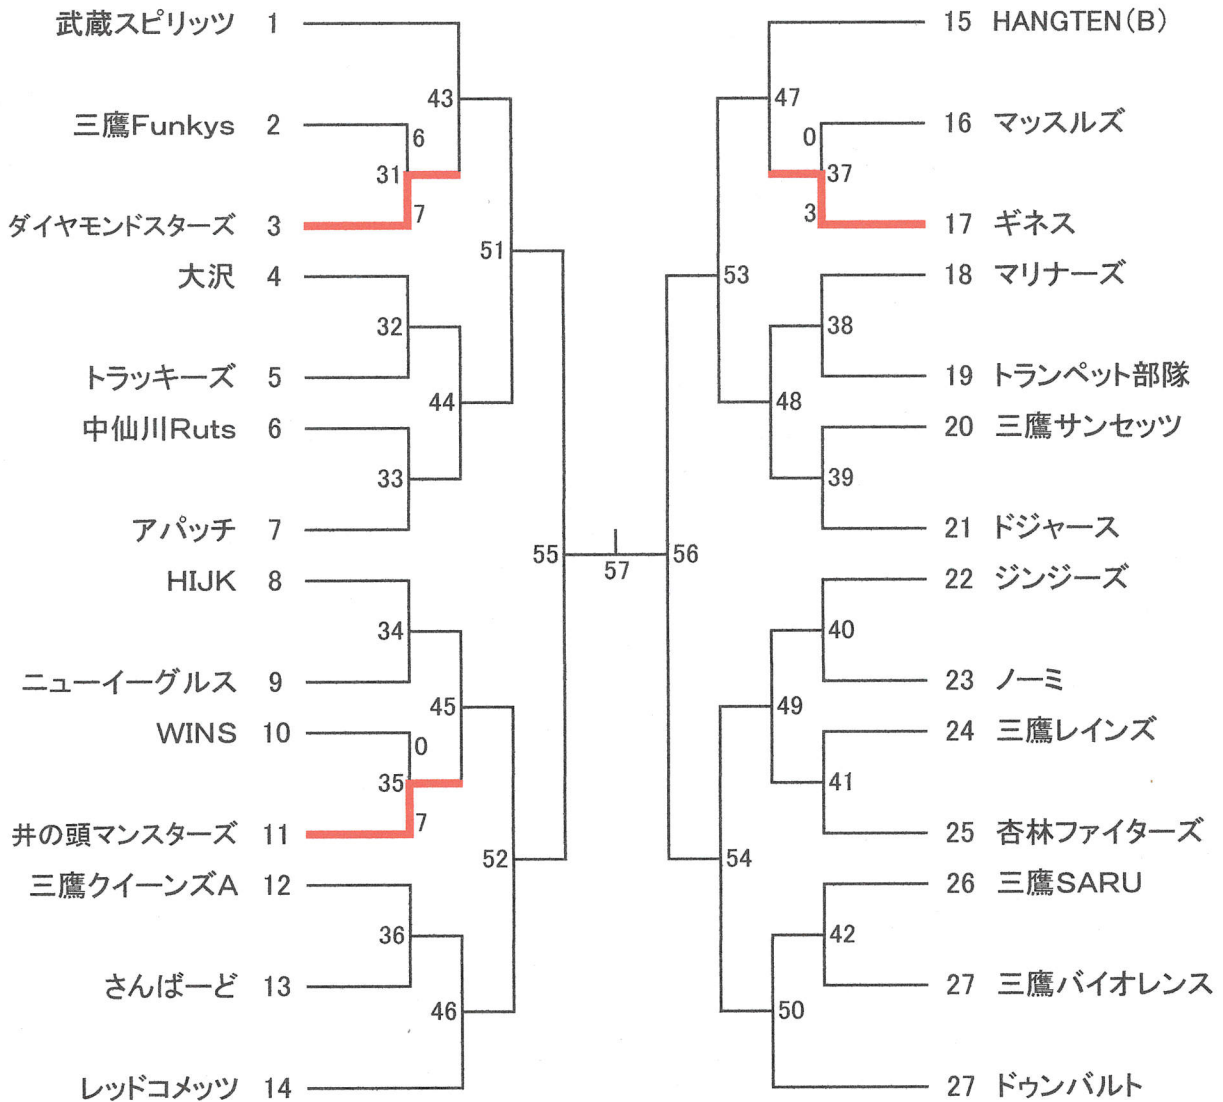 武蔵スピリッツ 1
三鷹Funkys 2
ダイヤモンドスターズ 3
大沢 4
トラッキーズ 5
中仙川Ruts 6
アパッチ 7
HIJK 8
ニューイーグルス 9
WINS 10
井の頭マンスターズ 11
三鷹クイーンズA 12
さんばーど 13
レッドコメッツ 14
6
31
7
32
33
34
0
35
7
36
43
44
45
46
51
52
55
57
56
53
54
47
48
49
50
0
37
3
38
39
40
41
42
15 HANGTEN(B)
16 マッスルズ
17 ギネス
18 マリナーズ
19 トランペット部隊
20 三鷹サンセッツ
21 ドジャース
22 ジンジーズ
23 ノーミ
24 三鷹レインズ
25 杏林ファイターズ
26 三鷹SARU
27 三鷹バイオレンス
27 ドゥンバルト